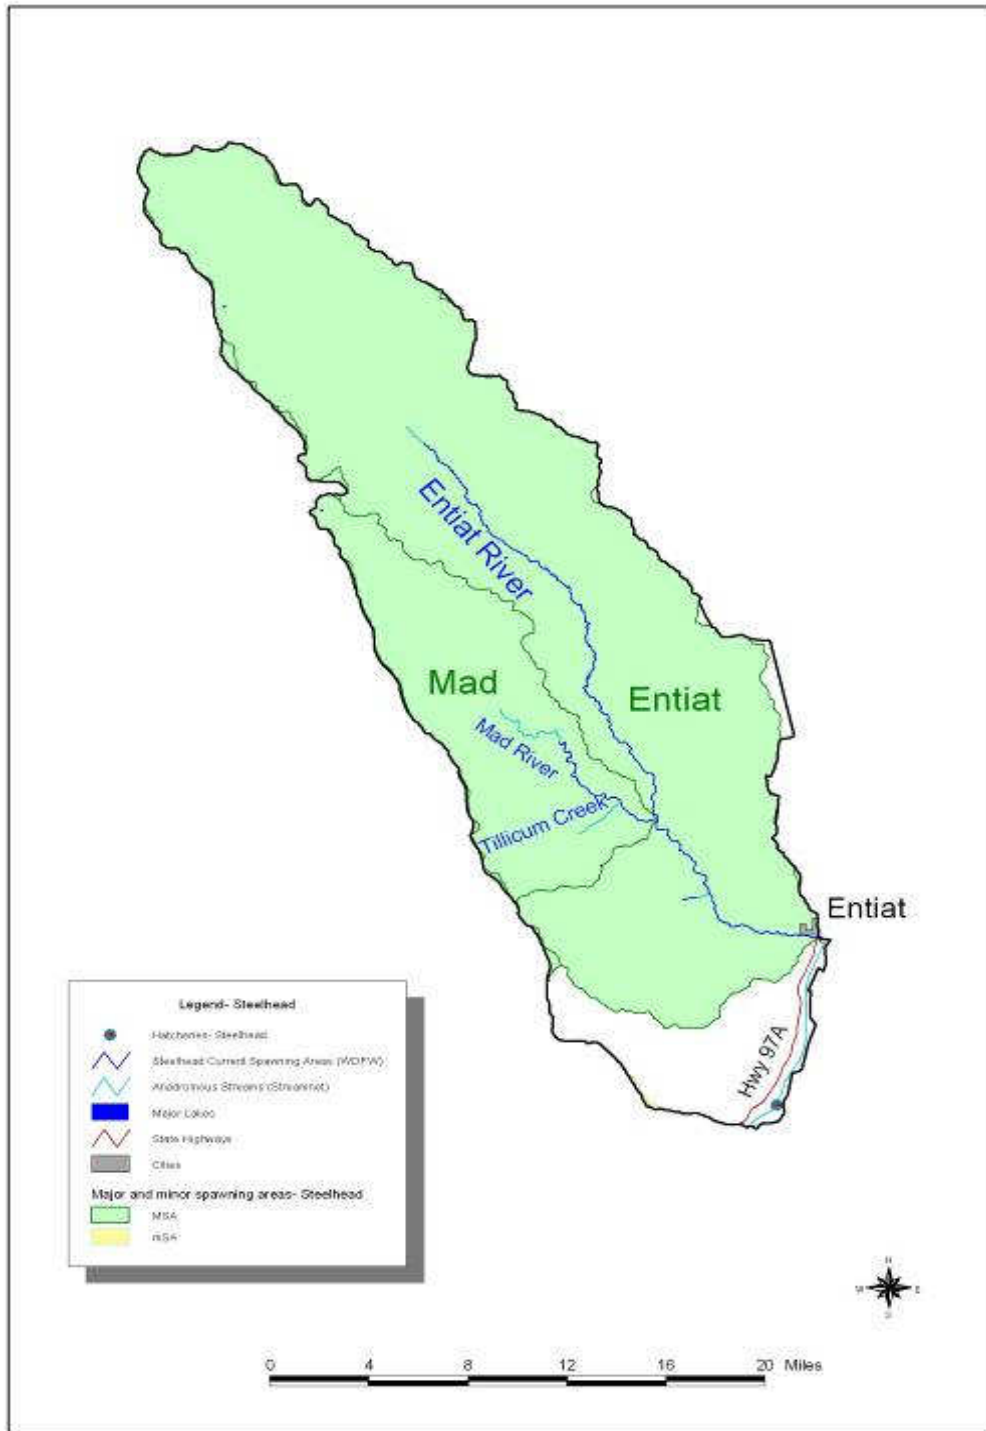 Entiat River
Mad
Entiat
Mad River
Tillicum Creek
Entiat
Hwy 97A
Legend- Steelhead
Hatcheries- Steelhead
Steelhead Current Spawning Areas (WDFW)
Anadromous Streams (Streamnet)
Major Lakes
State Highways
Cities
Major and minor spawning areas- Steelhead
MSA
mSA
N
W E
S
0 4 8 12 16 20 Miles